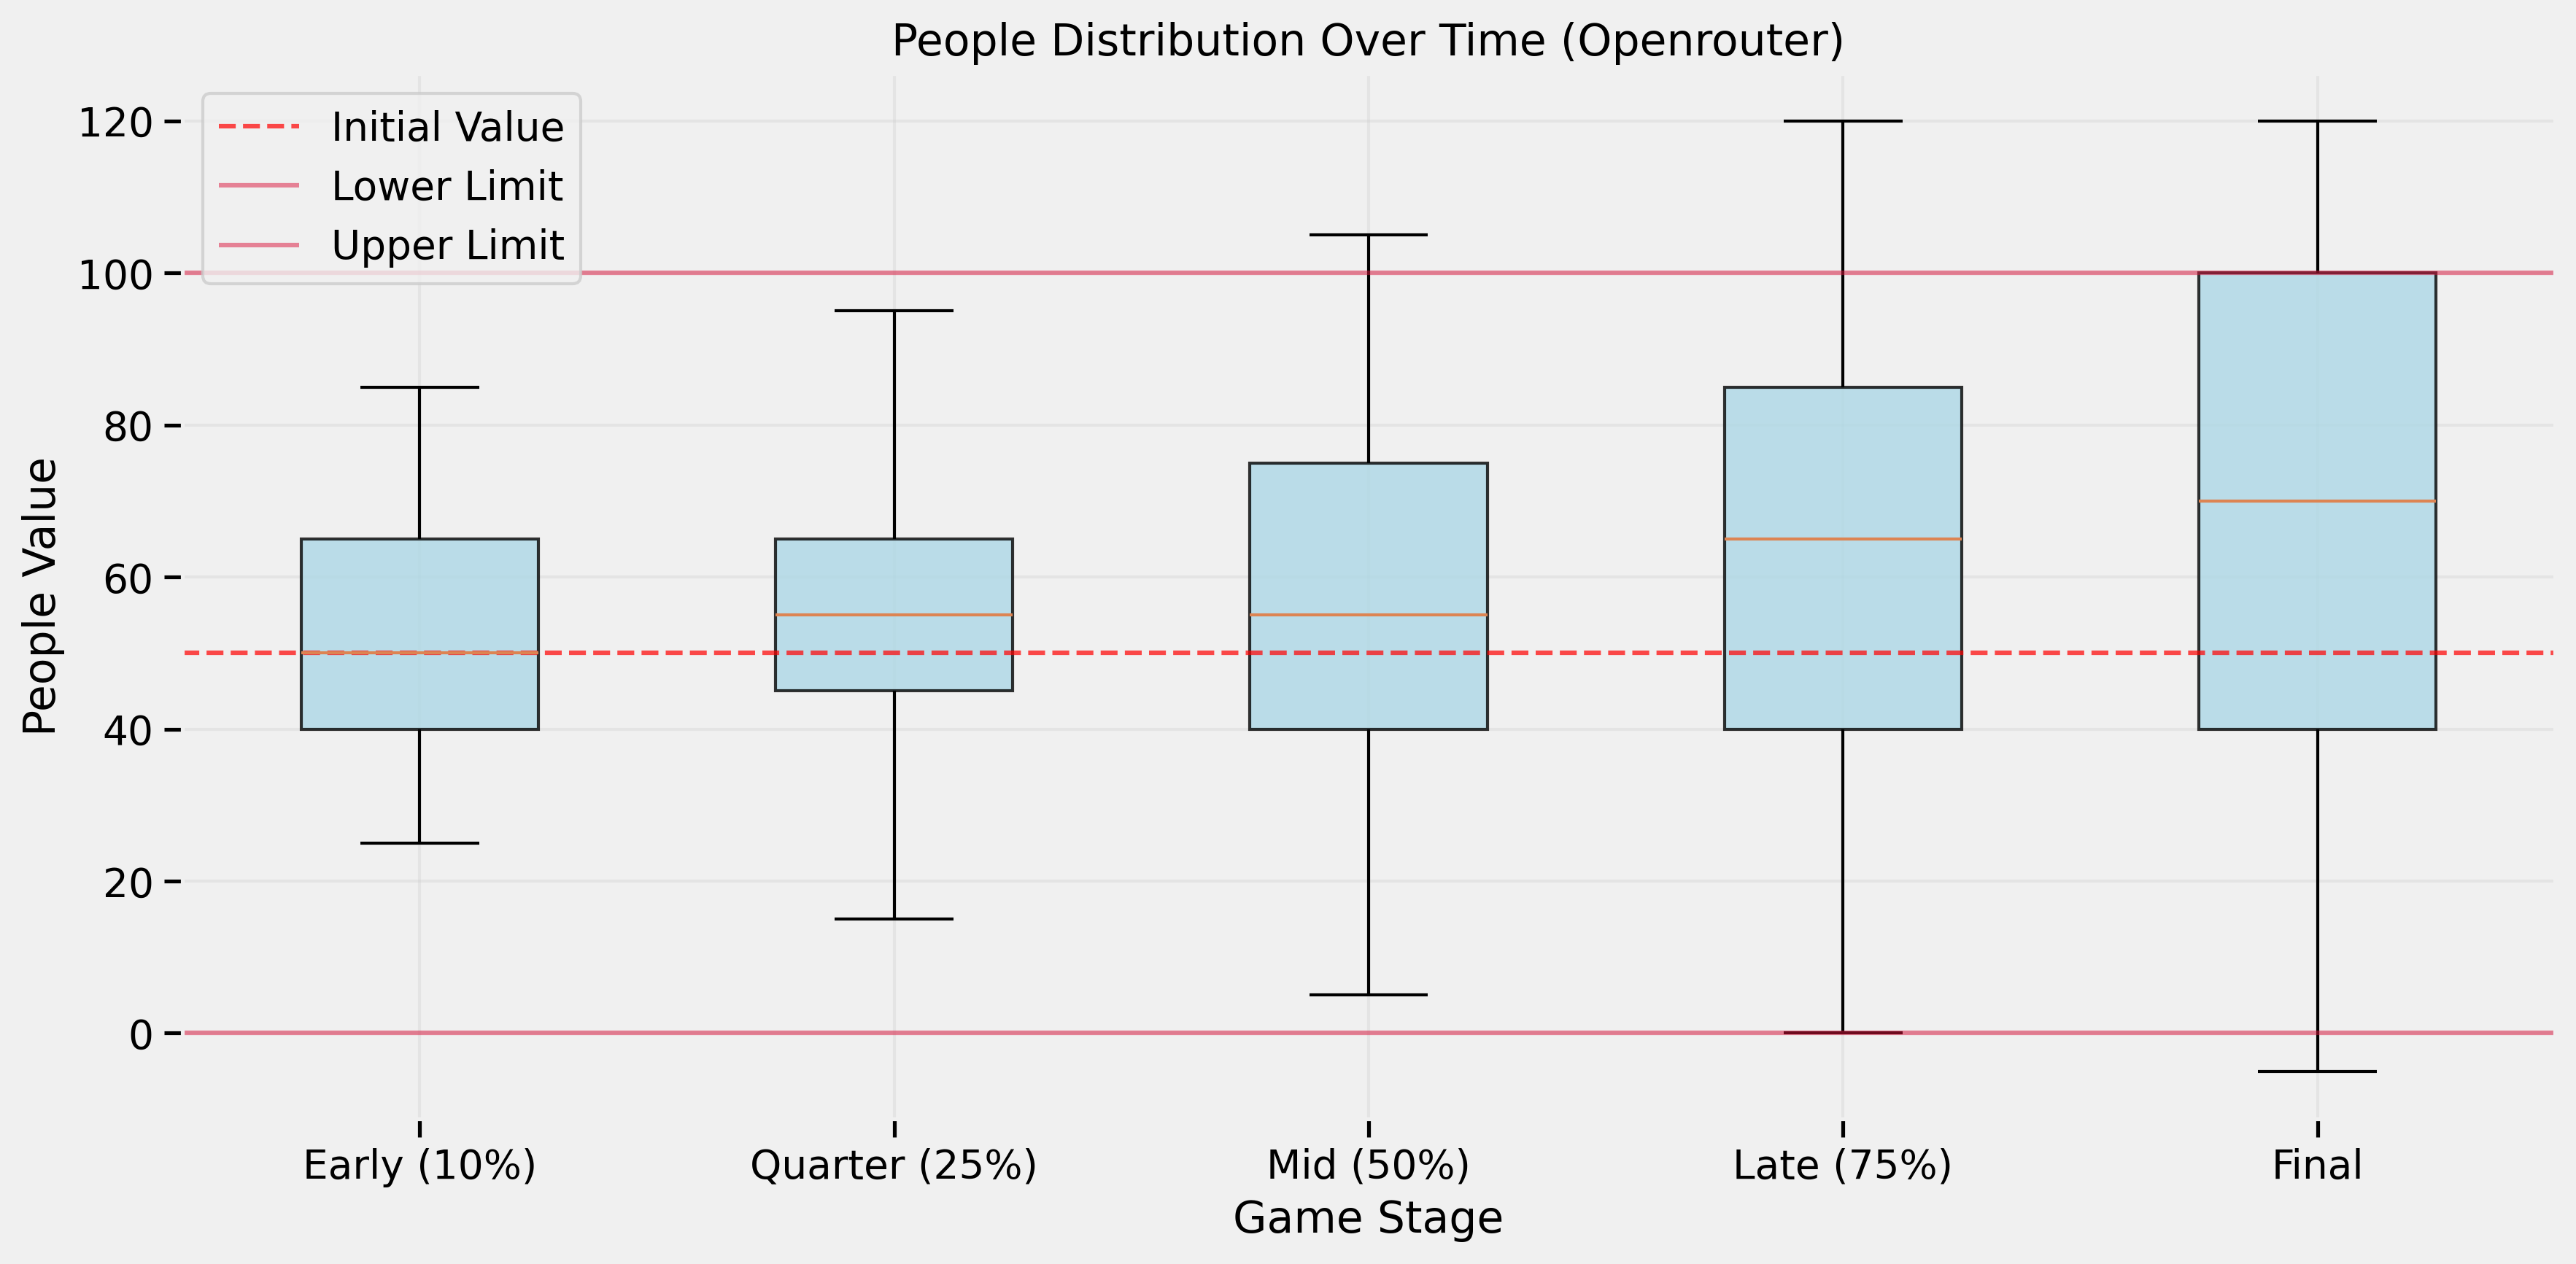 People Distribution Over Time (Openrouter)
Initial Value
Lower Limit
Upper Limit
People Value
120
100
80
60
40
20
0
Early (10%)
Quarter (25%)
Mid (50%)
Late (75%)
Final
Game Stage